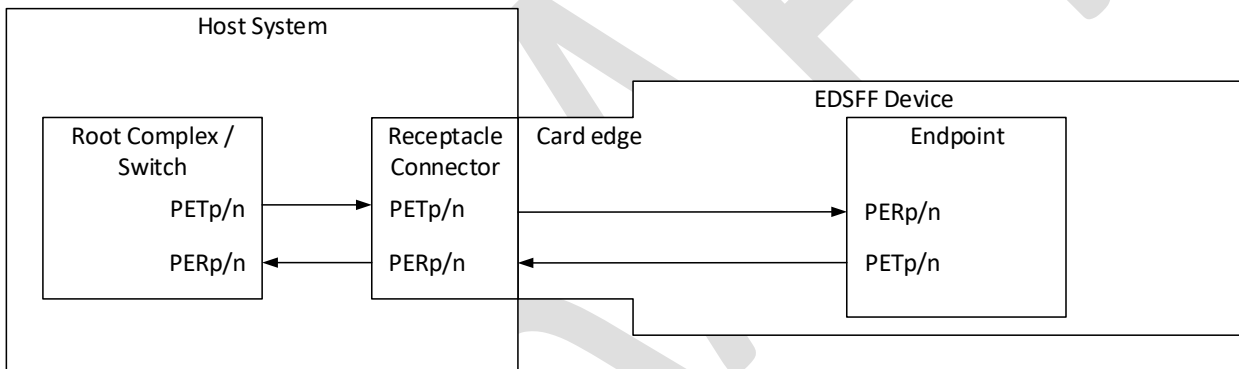 Host System
EDSFF Device
Root Complex /
Switch
Receptacle
Connector
Card edge
Endpoint
PETp/n
PETp/n
PERp/n
PERp/n
PERp/n
PETp/n